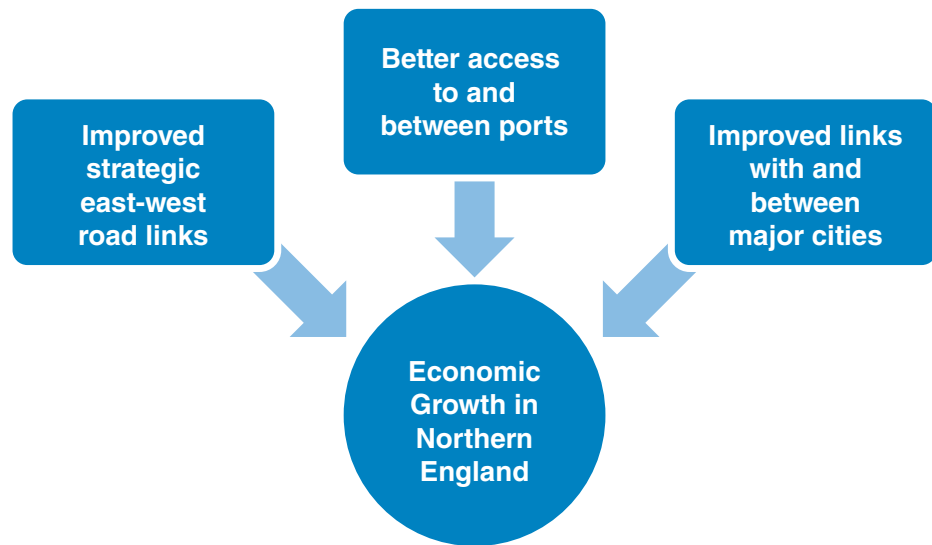 Better access
to and
between ports
Improved
strategic
east-west
road links
Improved links
with and
between
major cities
Economic
Growth in
Northern
England